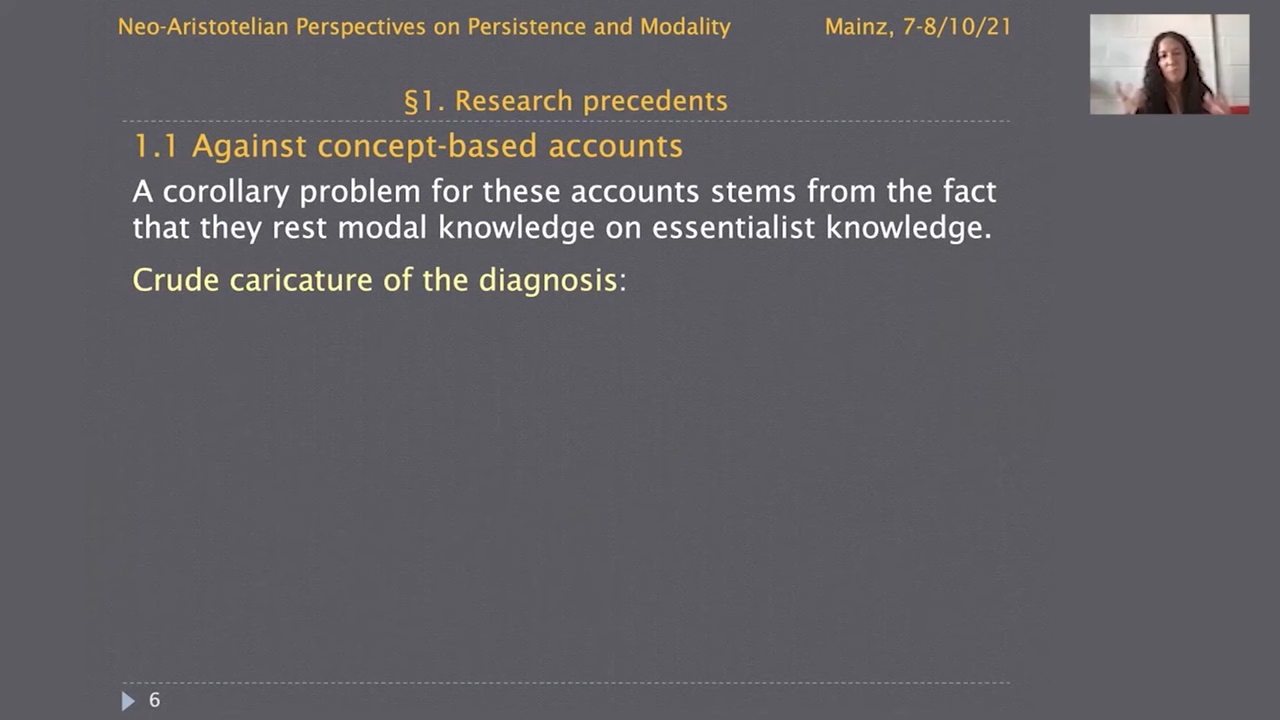 Neo-Aristotelian Perspectives on Persistence and Modality Mainz, 7-8/10/21
§1. Research precedents
1.1 Against concept-based accounts
A corollary problem for these accounts stems from the fact
that they rest modal knowledge on essentialist knowledge.
Crude caricature of the diagnosis:
6